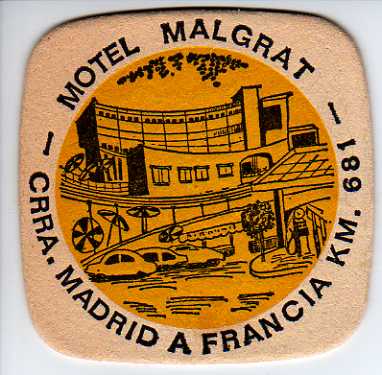 — MOTEL MALGRAT —
CRRA. MADRID A FRANCIA KM. 681